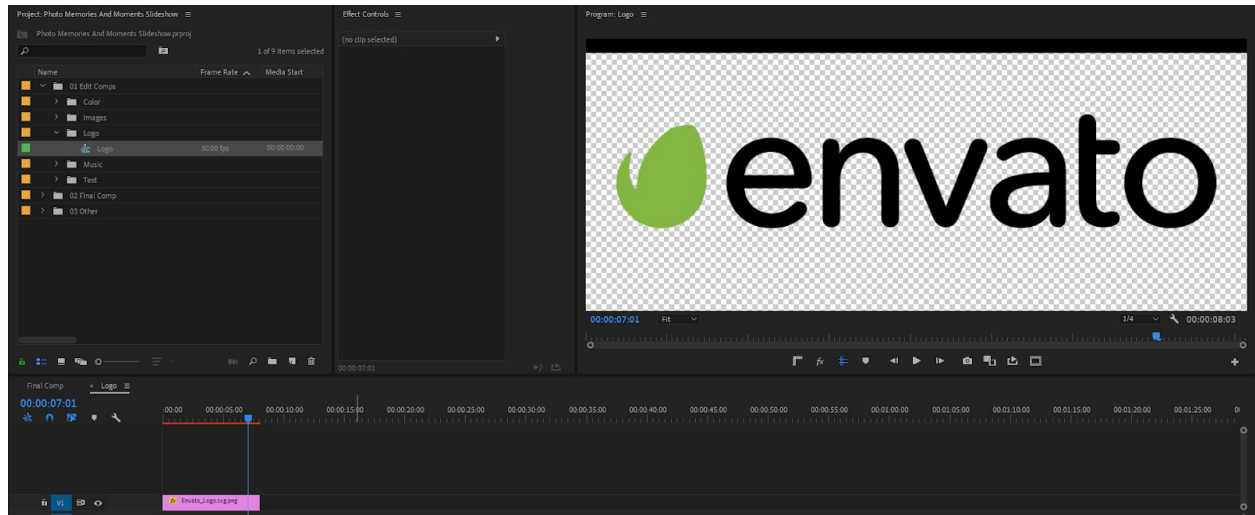 Project: Photo Memories And Moments Slideshow
Photo Memories And Moments Slideshow.prproj
1 of 9 items selected
Name Frame Rate Media Start
01 Edit Comps
Color
Images
Logo
Logo 30.00 fps 00:00:00:00
Music
Text
02 Final Comp
03 Other
Effect Controls
(no clip selected)
00:00:07:01
Program: Logo
envato
00:00:07:01 Fit 1/4 00:00:08:03
fx
Final Comp × Logo
00:00:07:01
:00:00 00:00:05:00 00:00:10:00 00:00:15:00 00:00:20:00 00:00:25:00 00:00:30:00 00:00:35:00 00:00:40:00 00:00:45:00 00:00:50:00 00:00:55:00 00:01:00:00 00:01:05:00 00:01:10:00 00:01:15:00 00:01:20:00 00:01:25:00
V1 fx Envato_Logo.svg.png